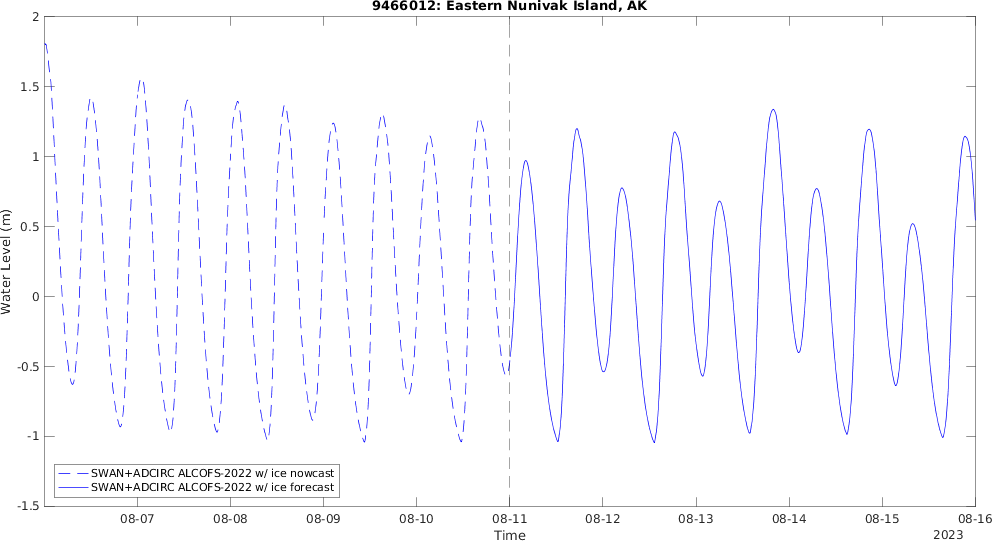 9466012: Eastern Nunivak Island, AK
2
1.5
1
0.5
0
-0.5
-1
-1.5
Water Level (m)
SWAN+ADCIRC ALCOFS-2022 w/ ice nowcast
SWAN+ADCIRC ALCOFS-2022 w/ ice forecast
08-07 08-08 08-09 08-10 08-11 08-12 08-13 08-14 08-15 08-16
Time
2023